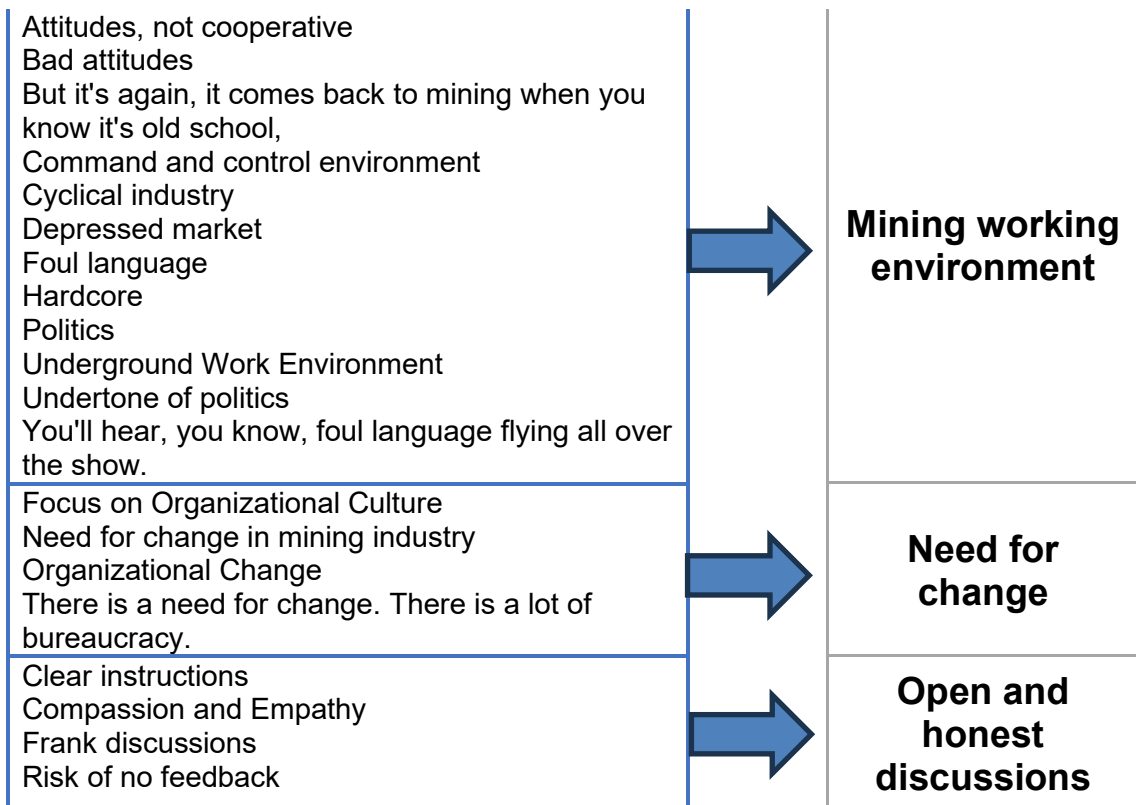 Attitudes, not cooperative
Bad attitudes
But it's again, it comes back to mining when you
know it's old school,
Command and control environment
Cyclical industry
Depressed market
Foul language
Hardcore
Politics
Underground Work Environment
Undertone of politics
You'll hear, you know, foul language flying all over
the show.
Mining working
environment
Focus on Organizational Culture
Need for change in mining industry
Organizational Change
There is a need for change. There is a lot of
bureaucracy.
Need for
change
Clear instructions
Compassion and Empathy
Frank discussions
Risk of no feedback
Open and
honest
discussions